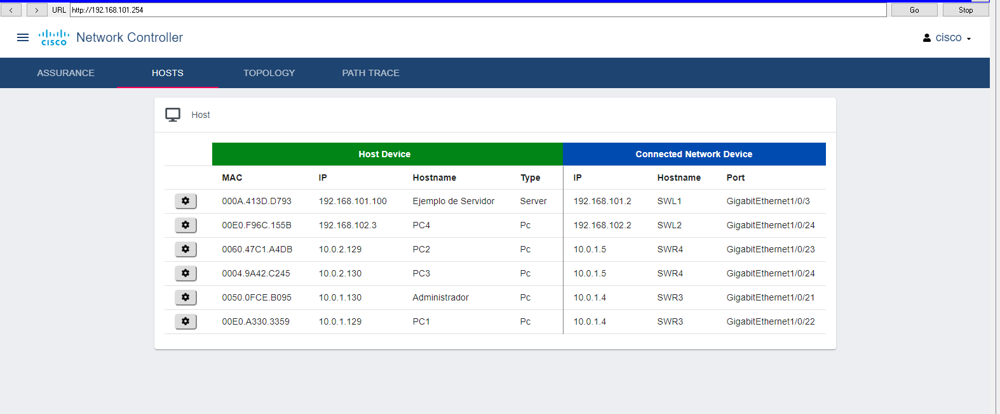 < > URL http://192.168.101.254 Go Stop
CISCO Network Controller cisco
ASSURANCE HOSTS TOPOLOGY PATH TRACE
Host
Host Device Connected Network Device
MAC IP Hostname Type IP Hostname Port
000A.413D.D793 192.168.101.100 Ejemplo de Servidor Server 192.168.101.2 SWL1 GigabitEthernet1/0/3
00E0.F96C.155B 192.168.102.3 PC4 Pc 192.168.102.2 SWL2 GigabitEthernet1/0/24
0060.47C1.A4DB 10.0.2.129 PC2 Pc 10.0.1.5 SWR4 GigabitEthernet1/0/23
0004.9A42.C245 10.0.2.130 PC3 Pc 10.0.1.5 SWR4 GigabitEthernet1/0/24
0050.0FCE.B095 10.0.1.130 Administrador Pc 10.0.1.4 SWR3 GigabitEthernet1/0/21
00E0.A330.3359 10.0.1.129 PC1 Pc 10.0.1.4 SWR3 GigabitEthernet1/0/22